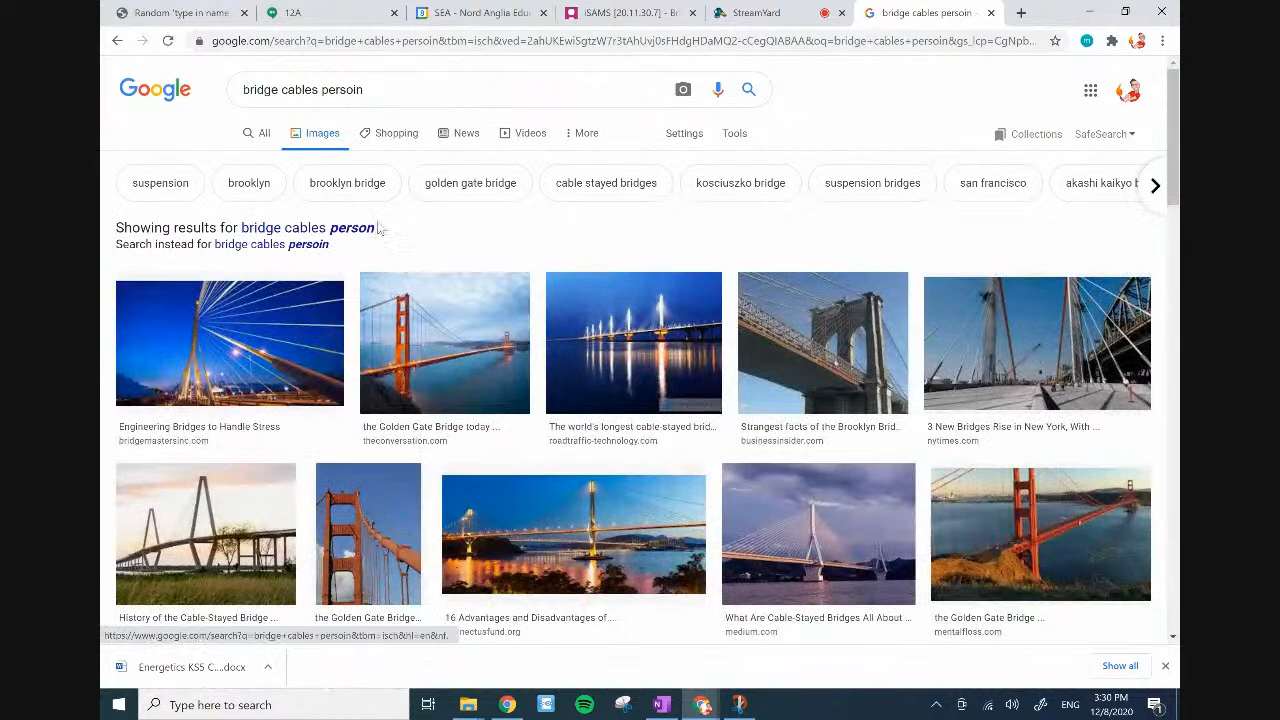 Random 'type in name
12A
SEA - Nord Anglia Edu
iSAMS [20.11.30.7] - Othe
StreamYard
bridge cables persoin -
google.com/search?q=bridge+cables+persoin&tbm=isch&ved=2ahUKEwiSgtzW7r3tAhUvj0sFHdgHDaMQ2-cCegQIABAA&oq=bridge+cables+persoin&gs_lcp=CgNpb...
Google
bridge cables persoin
All
Images
Shopping
News
Videos
More
Settings
Tools
Collections
SafeSearch
suspension
brooklyn
brooklyn bridge
golden gate bridge
cable stayed bridges
kosciuszko bridge
suspension bridges
san francisco
akashi kaikyo b
Showing results for bridge cables person
Search instead for bridge cables persoin
Engineering Bridges to Handle Stress
bridgemastersinc.com
the Golden Gate Bridge today ...
theconversation.com
The world's longest cable-stayed brid...
roadtraffic-technology.com
Strangest facts of the Brooklyn Brid...
businessinsider.com
3 New Bridges Rise in New York, With ...
nytimes.com
History of the Cable-Stayed Bridge ...
the Golden Gate Bridge...
16 Advantages and Disadvantages of ...
nnectusfund.org
What Are Cable-Stayed Bridges All About ...
medium.com
the Golden Gate ...
mentalfloss.com
https://www.google.com/search?q=bridge+cables+persoin&tbm=isch&hl=en&nf...
Energetics KS5 C....docx
Show all
Type here to search
ENG
3:30 PM
12/8/2020